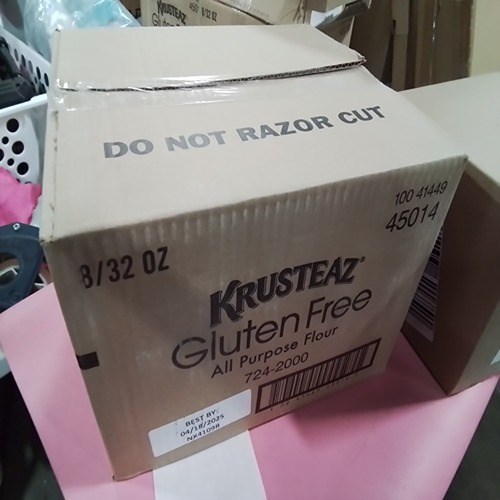 KRUSTEAZ
DO NOT RAZOR CUT
100 41449
45014
8/32 OZ
KRUSTEAZ
Gluten Free
All Purpose Flour
724-2000
BEST BY:
04/18/2025